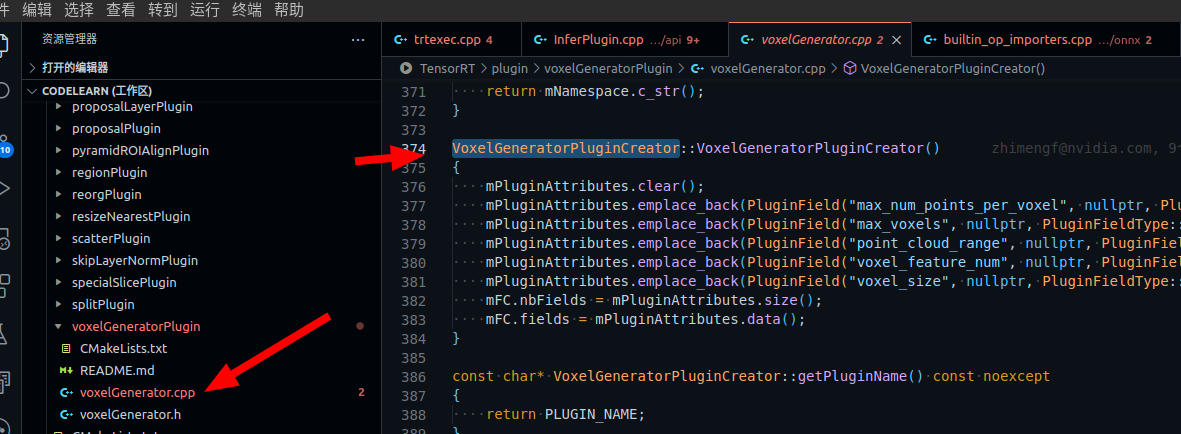 件 编辑 查看 选择 转到 运行 终端 帮助
资源管理器 ...
打开的编辑器
CODELEARN (工作区)
proposalLayerPlugin
proposalPlugin
pyramidROIAlignPlugin
regionPlugin
reorgPlugin
resizeNearestPlugin
scatterPlugin
skipLayerNormPlugin
specialSlicePlugin
splitPlugin
voxelGeneratorPlugin
CMakeLists.txt
README.md
voxelGenerator.cpp 2
voxelGenerator.h
CMakeLists.txt
10
trtexec.cpp 4
InferPlugin.cpp .../api 9+
voxelGenerator.cpp 2
builtin_op_importers.cpp .../onnx 2
TensorRT > plugin > voxelGeneratorPlugin > voxelGenerator.cpp > VoxelGeneratorPluginCreator()
371 return mNamespace.c_str();
372 }
373
374 VoxelGeneratorPluginCreator::VoxelGeneratorPluginCreator() zhimengf@nvidia.com, 9
375 {
376 mPluginAttributes.clear();
377 mPluginAttributes.emplace_back(PluginField("max_num_points_per_voxel", nullptr, Plu
378 mPluginAttributes.emplace_back(PluginField("max_voxels", nullptr, PluginFieldType::
379 mPluginAttributes.emplace_back(PluginField("point_cloud_range", nullptr, PluginFiel
380 mPluginAttributes.emplace_back(PluginField("voxel_feature_num", nullptr, PluginFiel
381 mPluginAttributes.emplace_back(PluginField("voxel_size", nullptr, PluginFieldType::
382 mFC.nbFields = mPluginAttributes.size();
383 mFC.fields = mPluginAttributes.data();
384 }
385
386 const char* VoxelGeneratorPluginCreator::getPluginName() const noexcept
387 {
388 return PLUGIN_NAME;
389 }